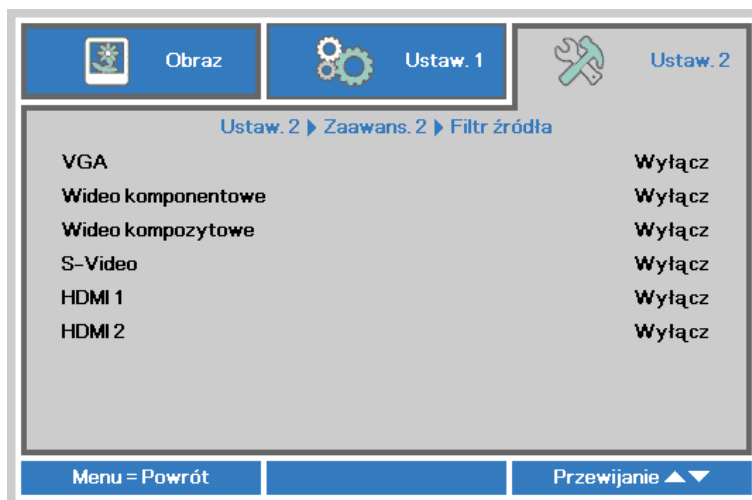 Obraz
Ustaw. 1
Ustaw. 2
Ustaw. 2 ▶ Zaawans. 2 ▶ Filtr źródła
VGA Wyłącz
Wideo komponentowe Wyłącz
Wideo kompozytowe Wyłącz
S-Video Wyłącz
HDMI 1 Wyłącz
HDMI 2 Wyłącz
Menu = Powrót
Przewijanie ▲▼